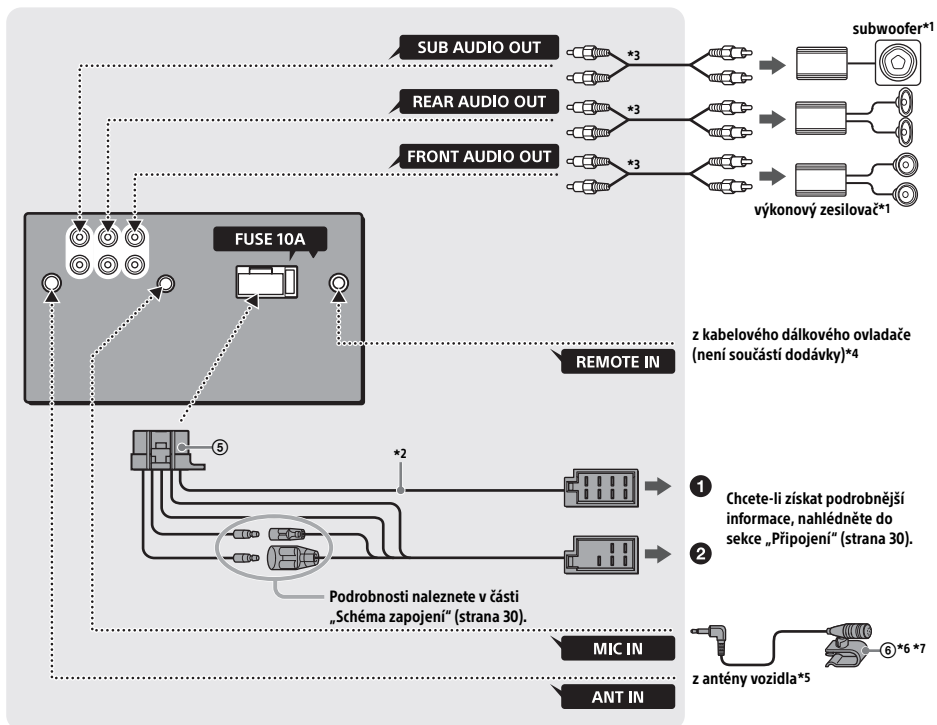 subwoofer*1
SUB AUDIO OUT
*3
REAR AUDIO OUT
*3
FRONT AUDIO OUT
*3
výkonový zesilovač*1
FUSE 10A
z kabelového dálkového ovladače
(není součástí dodávky)*4
REMOTE IN
⑤
*2
❶
Chcete-li získat podrobnější
informace, nahlédněte do
sekce „Připojení“ (strana 30).
❷
Podrobnosti naleznete v části
„Schéma zapojení“ (strana 30).
MIC IN
⑥*6 *7
z antény vozidla*5
ANT IN